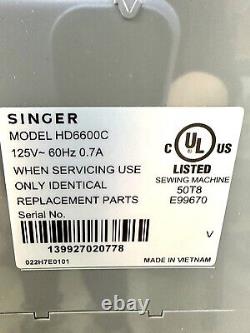 SINGER
MODEL HD6600C
125V~ 60Hz 0.7A
WHEN SERVICING USE
ONLY IDENTICAL
REPLACEMENT PARTS
Serial No.
139927020778
022H7E0101
C UL US
LISTED
SEWING MACHINE
50T8
E99670
V
MADE IN VIETNAM